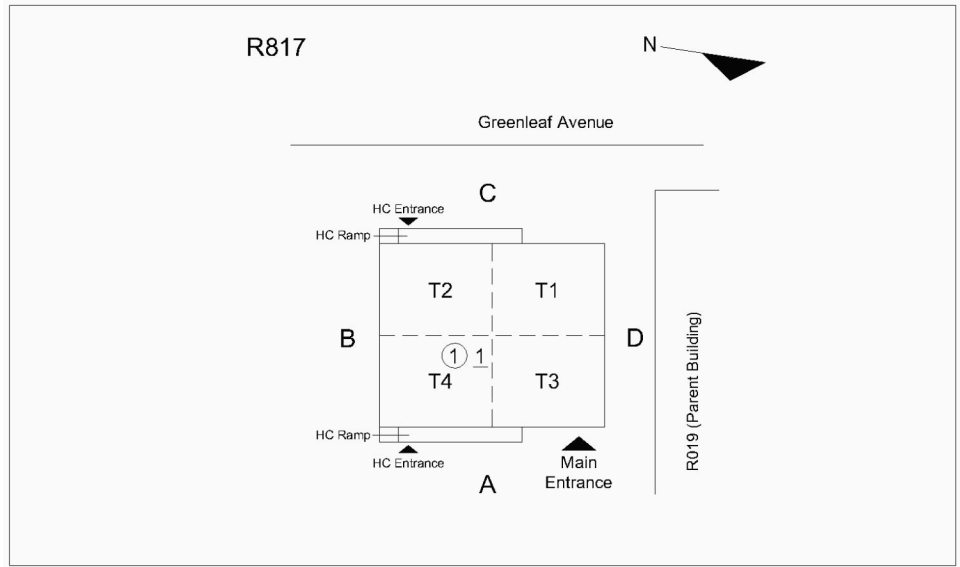 R817
N
Greenleaf Avenue
C
HC Entrance
HC Ramp
T2
T1
B
D
1 1
T4
T3
HC Ramp
HC Entrance
Main
Entrance
A
R019 (Parent Building)